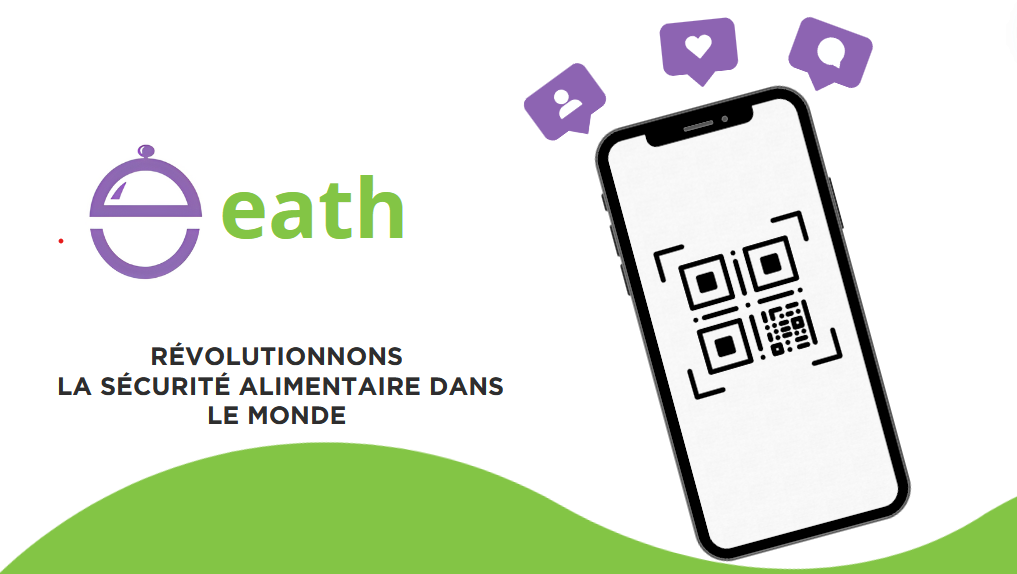 eath
RÉVOLUTIONNONS
LA SÉCURITÉ ALIMENTAIRE DANS
LE MONDE